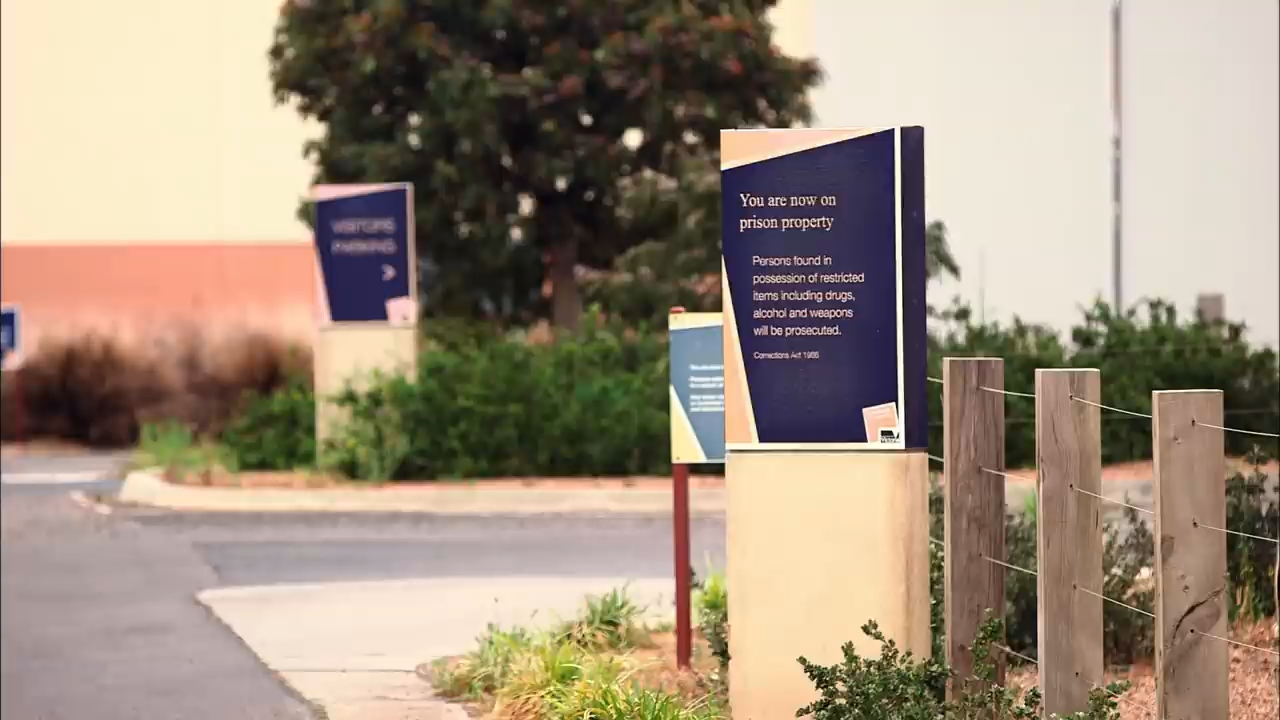 VISITORS
PARKING
>
You are now on
prison property
Persons found in
possession of restricted
items including drugs,
alcohol and weapons
will be prosecuted.
Corrections Act 1986